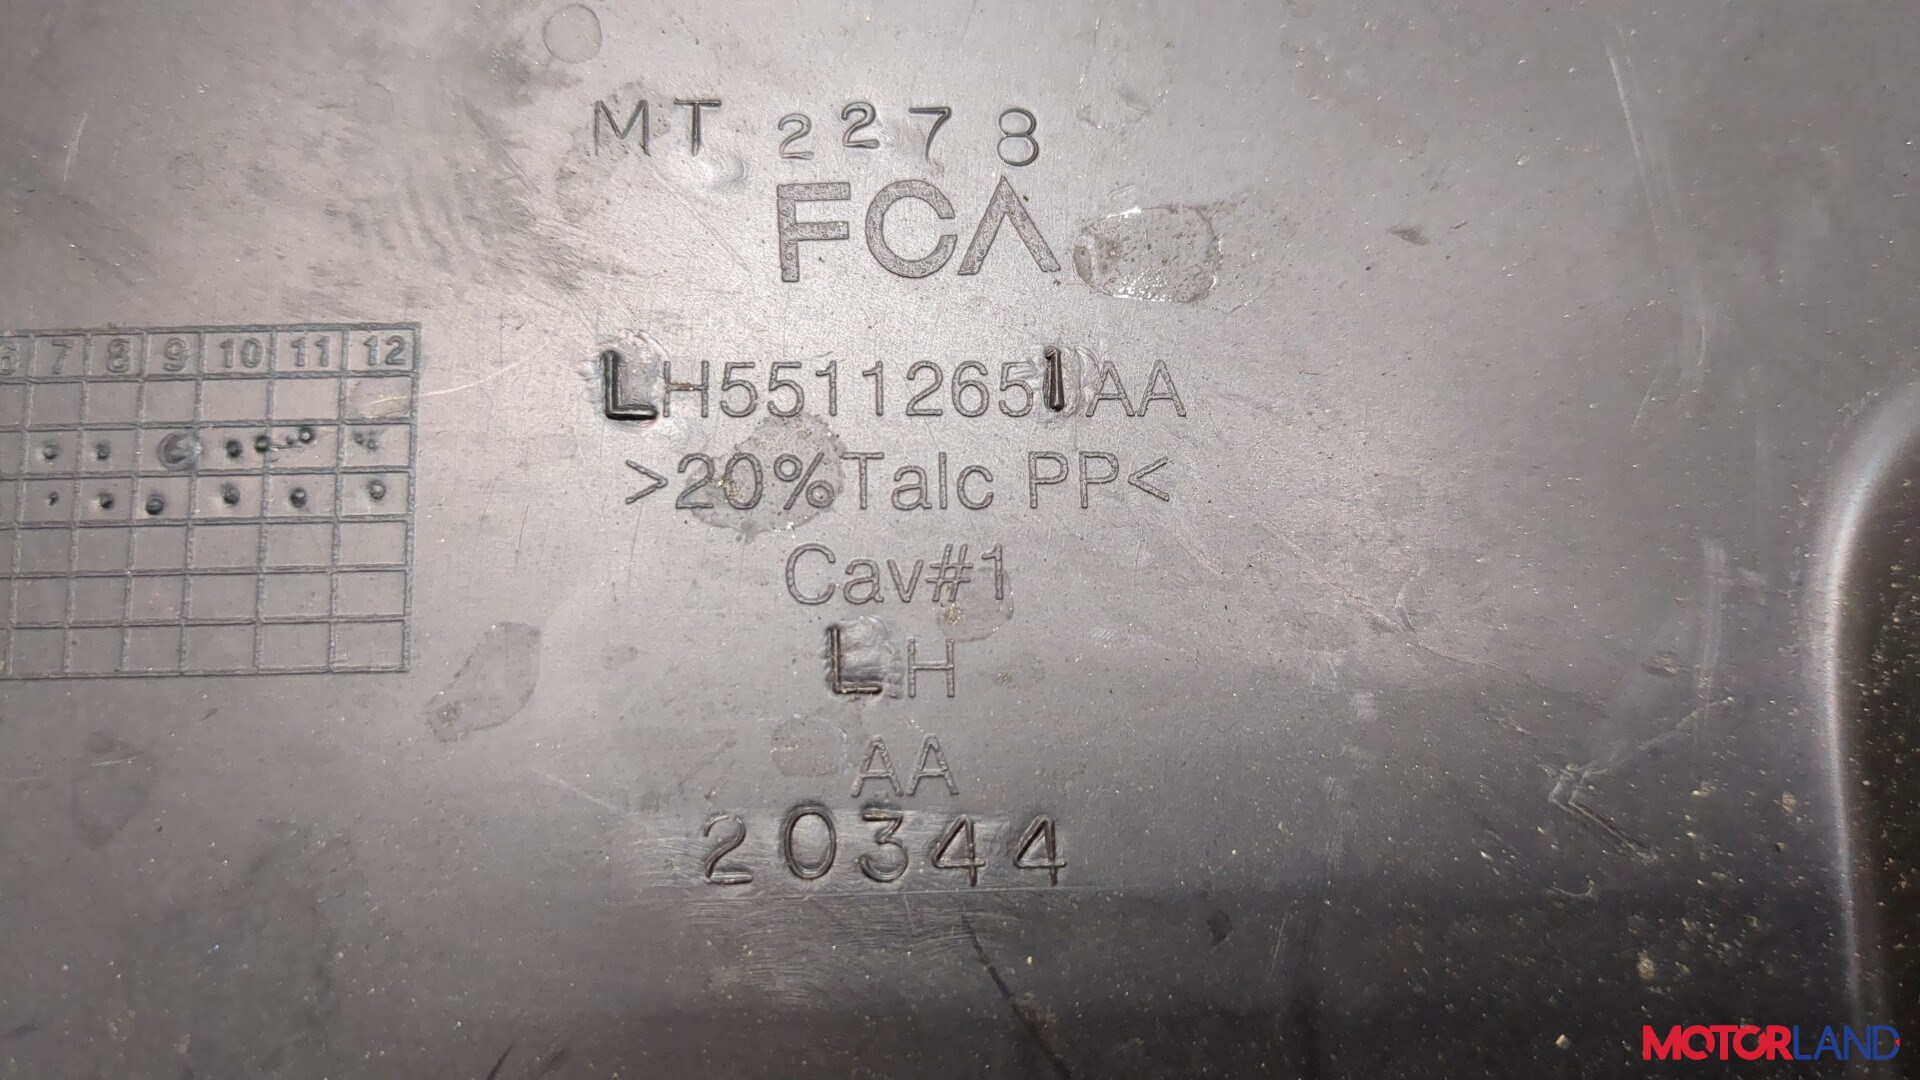 MT 2278
FCA
6 7 8 9 10 11 12
LH55112651AA
>20%Talc PP<
Cav#1
LH
AA
20344
MOTORLAND